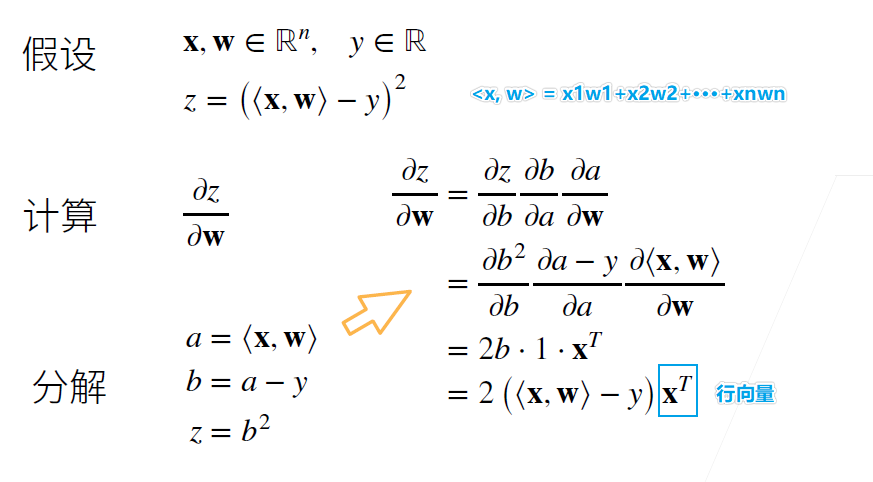 假设
𝐱, 𝐰 ∈ ℝⁿ, y ∈ ℝ
z = (⟨𝐱, 𝐰⟩ − y)²
<x, w> = x1w1+x2w2+•••+xnwn
计算
∂z/∂𝐰
∂z/∂𝐰 = ∂z/∂b ∂b/∂a ∂a/∂𝐰
= ∂b²/∂b ∂a − y/∂a ∂⟨𝐱, 𝐰⟩/∂𝐰
= 2b · 1 · 𝐱ᵀ
= 2 (⟨𝐱, 𝐰⟩ − y) 𝐱ᵀ
行向量
分解
a = ⟨𝐱, 𝐰⟩
b = a − y
z = b²